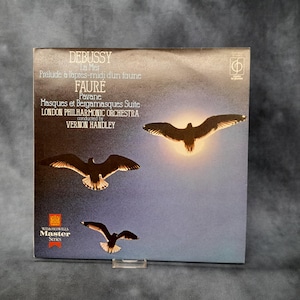 DEBUSSY
La Mer
Prélude à l'après-midi d'un faune
FAURÉ
Pavane
Masques et Bergamasques Suite
LONDON PHILHARMONIC ORCHESTRA
conducted by
VERNON HANDLEY
Master
Series